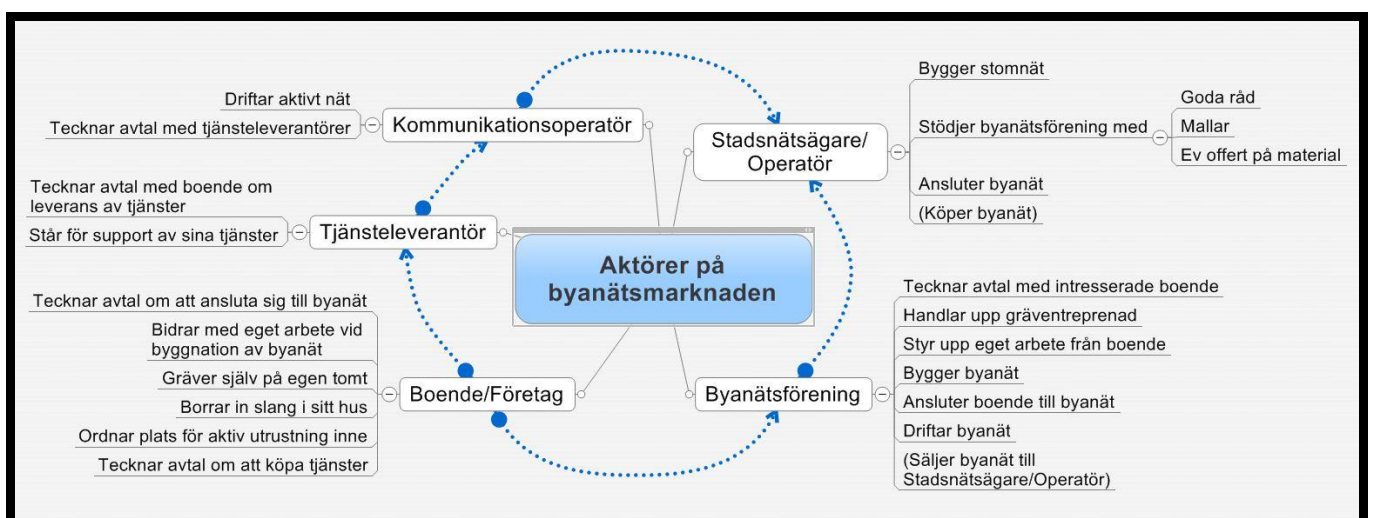 Driftar aktivt nät
Tecknar avtal med tjänsteleverantörer
Kommunikationsoperatör
Tecknar avtal med boende om
leverans av tjänster
Står för support av sina tjänster
Tjänsteleverantör
Tecknar avtal om att ansluta sig till byanät
Bidrar med eget arbete vid
byggnation av byanät
Gräver själv på egen tomt
Borrar in slang i sitt hus
Ordnar plats för aktiv utrustning inne
Tecknar avtal om att köpa tjänster
Boende/Företag
Aktörer på
byanätsmarknaden
Stadsnätsägare/
Operatör
Bygger stomnät
Stödjer byanätsförening med
Goda råd
Mallar
Ev offert på material
Ansluter byanät
(Köper byanät)
Byanätsförening
Tecknar avtal med intresserade boende
Handlar upp gräventreprenad
Styr upp eget arbete från boende
Bygger byanät
Ansluter boende till byanät
Driftar byanät
(Säljer byanät till
Stadsnätsägare/Operatör)